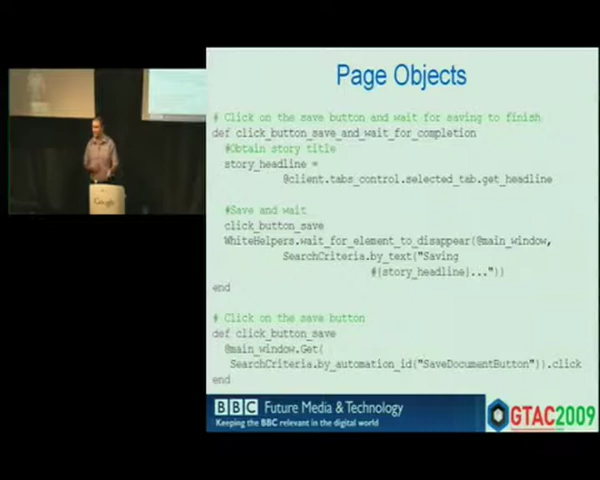 Page Objects
# Click on the save button and wait for saving to finish
def click_button_save_and_wait_for_completion
#Obtain story title
story_headline =
@client.tabs_control.selected_tab.get_headline
#Save and wait
click_button_save
WhiteHelpers.wait_for_element_to_disappear(@main_window,
SearchCriteria.by_text("Saving
#{story_headline}..."))
end
# Click on the save button
def click_button_save
@main_window.Get(
SearchCriteria.by_automation_id("SaveDocumentButton")).click
end
BBC Future Media & Technology
Keeping the BBC relevant in the digital world
GTAC2009
Google